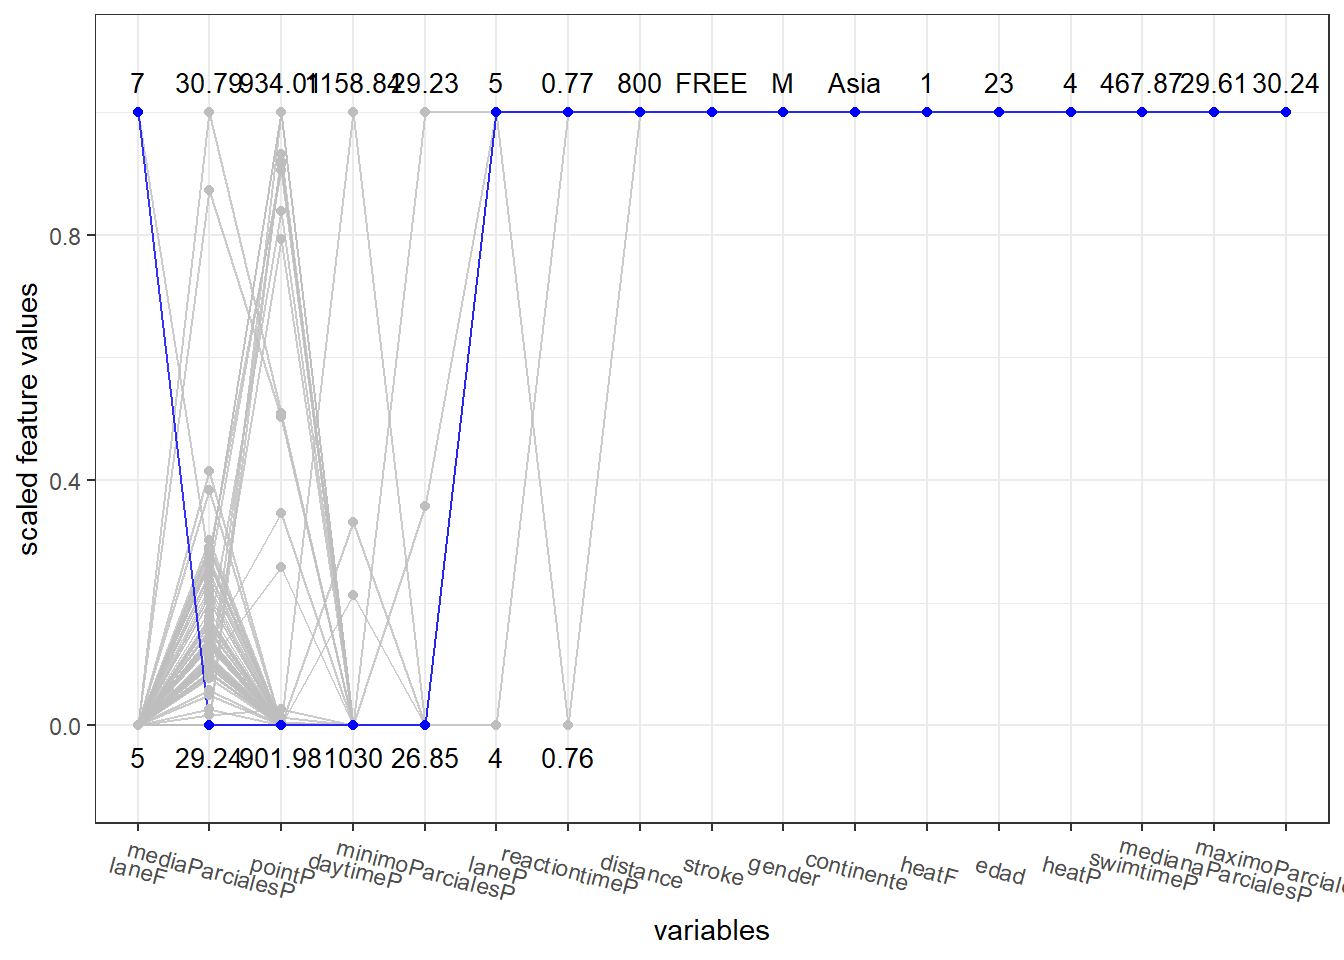 7 30.79 934.01 1158.84 29.23 5 0.77 800 FREE M Asia 1 23 4 467.87 29.61 30.24
scaled feature values
0.8
0.4
0.0
5 29.24 901.98 1030 26.85 4 0.76
laneF mediaParcialesP pointP daytimeP minimoParcialesP laneP reactiontimeP distance stroke gender continente heatF edad heatP swimtimeP medianaParcialesP maximoParciale
variables